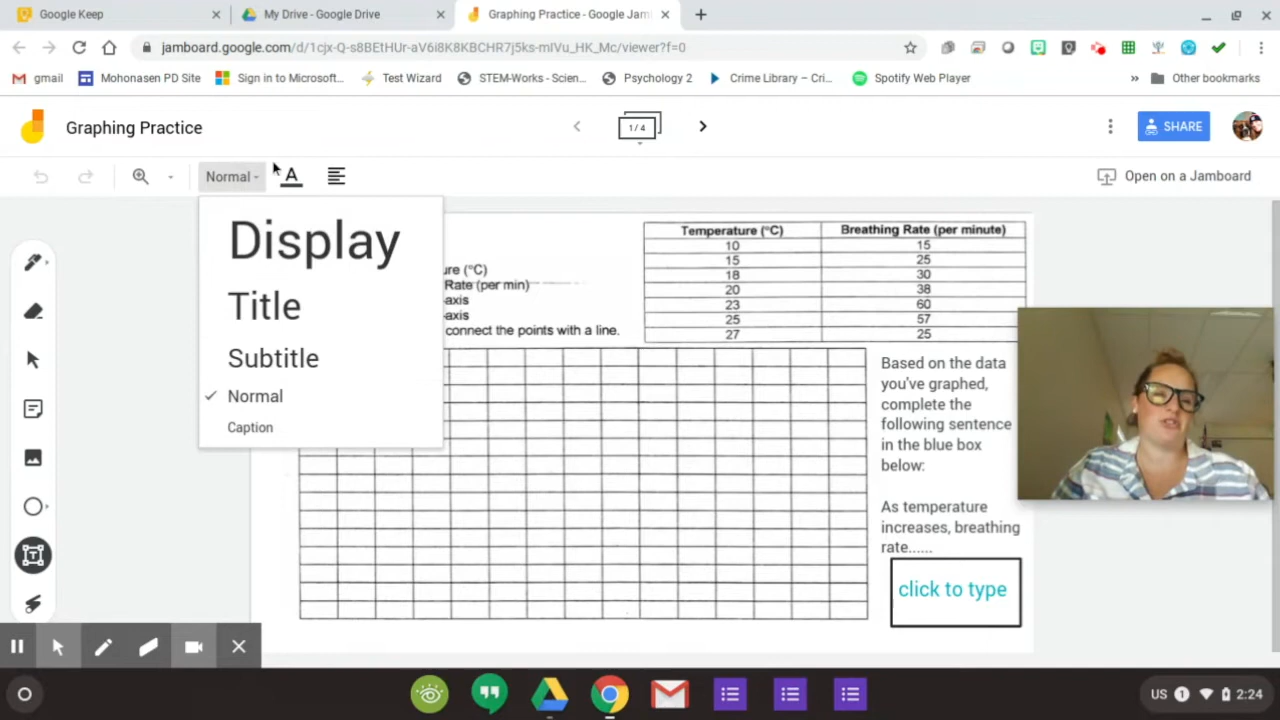 Google Keep
My Drive - Google Drive
Graphing Practice - Google Jam
jamboard.google.com/d/1cjx-Q-s8BEtHUr-aV6i8K8KBCHR7j5ks-mIVu_HK_Mc/viewer?f=0
gmail
Mohonasen PD Site
Sign in to Microsoft...
Test Wizard
STEM-Works - Scien...
Psychology 2
Crime Library – Cri...
Spotify Web Player
»
Other bookmarks
Graphing Practice
1/4
SHARE
Normal
A
Open on a Jamboard
Display
Title
Subtitle
Normal
Caption
ure (°C)
Rate (per min)
-axis
-axis
connect the points with a line.
Temperature (°C) Breathing Rate (per minute)
10 15
15 25
18 30
20 38
23 60
25 57
27 25
Based on the data
you've graphed,
complete the
following sentence
in the blue box
below:
As temperature
increases, breathing
rate......
click to type
US 1 2:24